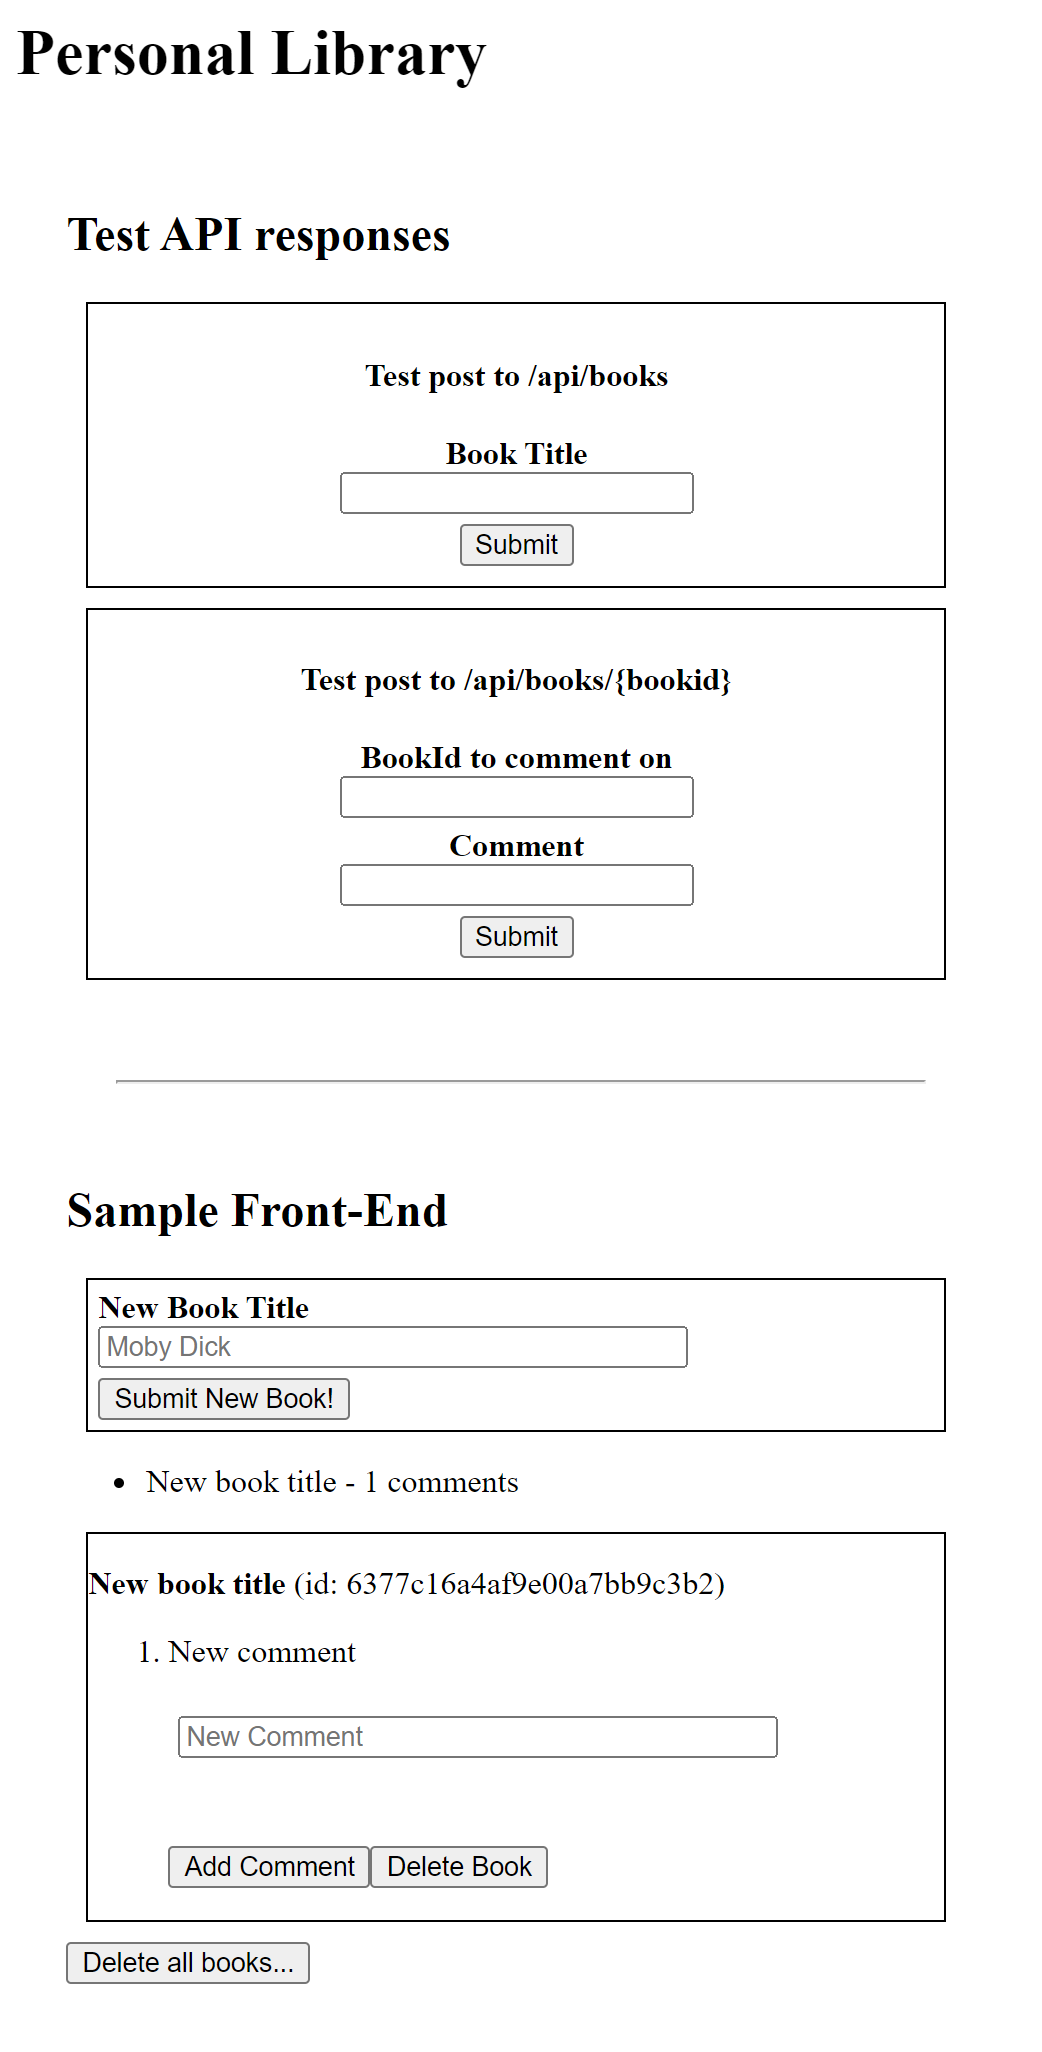 Personal Library
Test API responses
Test post to /api/books
Book Title
Submit
Test post to /api/books/{bookid}
BookId to comment on
Comment
Submit
Sample Front-End
New Book Title
Moby Dick
Submit New Book!
• New book title - 1 comments
New book title (id: 6377c16a4af9e00a7bb9c3b2)
1. New comment
New Comment
Add Comment Delete Book
Delete all books...